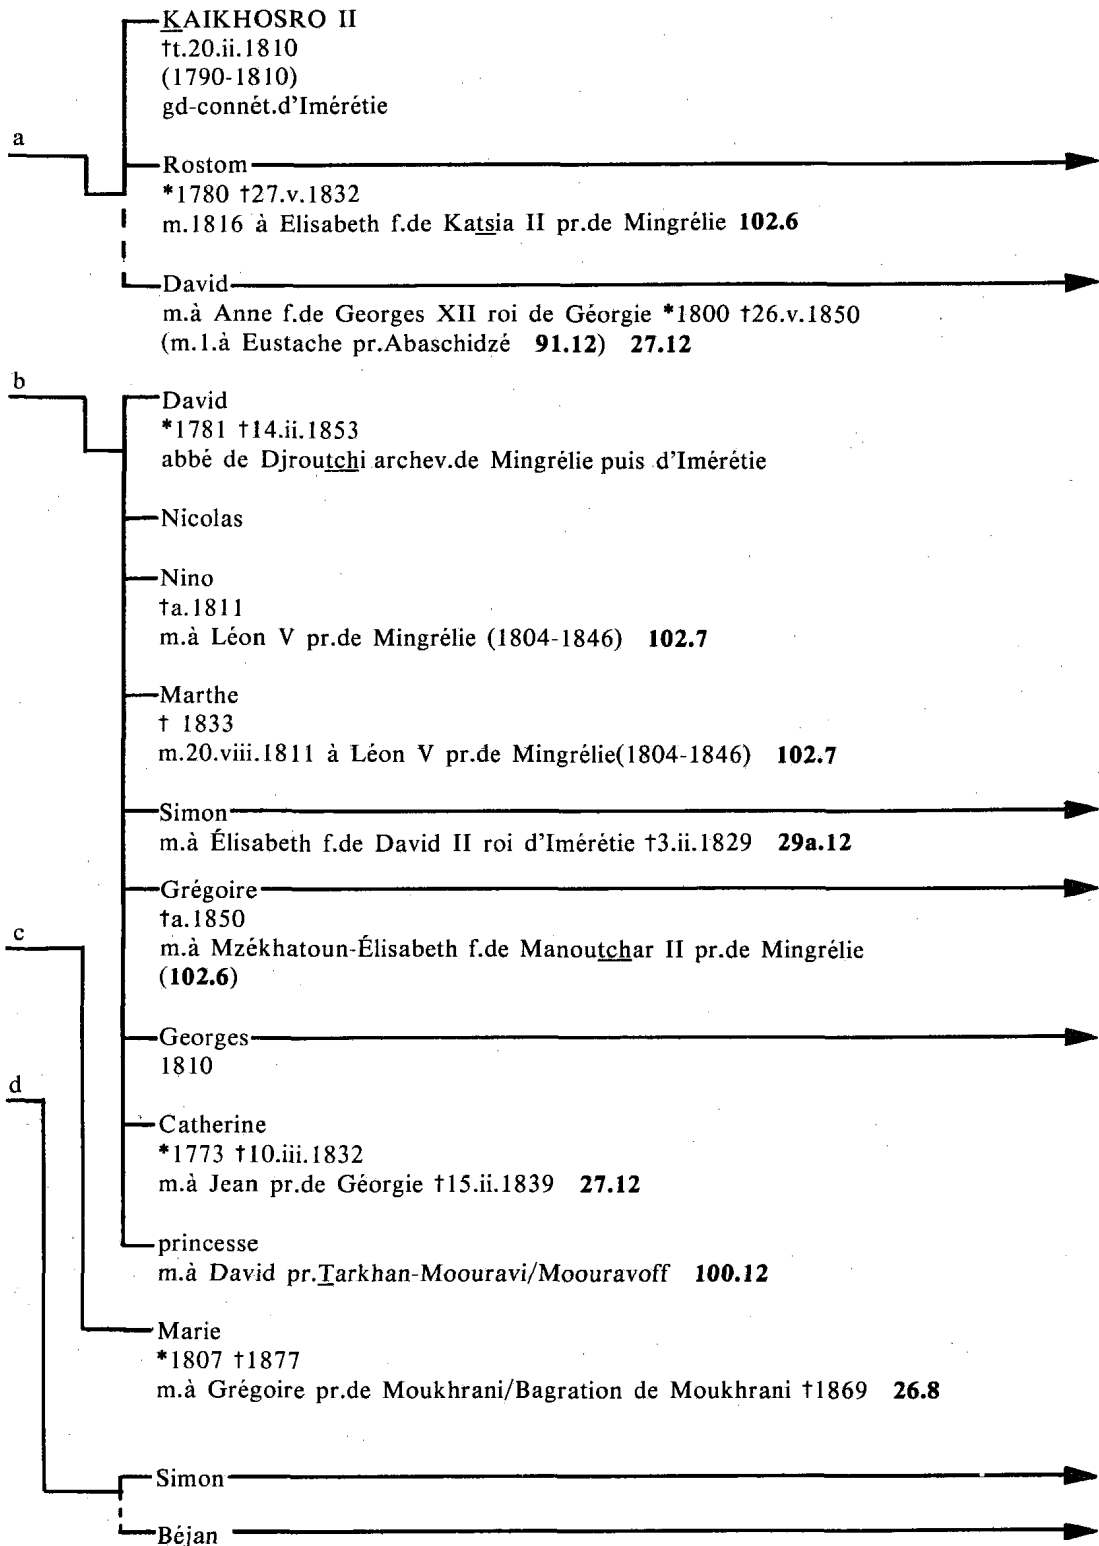 KAIKHOSRO II
†t.20.ii.1810
(1790-1810)
gd-connét.d'Imérétie
a
Rostom
*1780 †27.v.1832
m.1816 à Elisabeth f.de Katsia II pr.de Mingrélie 102.6
David
m.à Anne f.de Georges XII roi de Géorgie *1800 †26.v.1850
(m.1.à Eustache pr.Abaschidzé 91.12) 27.12
b
David
*1781 †14.ii.1853
abbé de Djroutchi archev.de Mingrélie puis d'Imérétie
Nicolas
Nino
†a.1811
m.à Léon V pr.de Mingrélie (1804-1846) 102.7
Marthe
† 1833
m.20.viii.1811 à Léon V pr.de Mingrélie(1804-1846) 102.7
Simon
m.à Élisabeth f.de David II roi d'Imérétie †3.ii.1829 29a.12
Grégoire
†a.1850
c
m.à Mzékhatoun-Élisabeth f.de Manoutchar II pr.de Mingrélie
(102.6)
Georges
1810
d
Catherine
*1773 †10.iii.1832
m.à Jean pr.de Géorgie †15.ii.1839 27.12
princesse
m.à David pr.Tarkhan-Moouravi/Moouravoff 100.12
Marie
*1807 †1877
m.à Grégoire pr.de Moukhrani/Bagration de Moukhrani †1869 26.8
Simon
Béjan